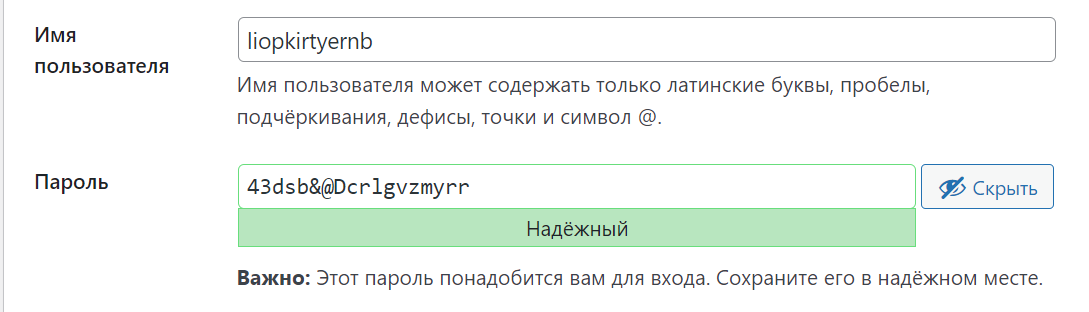 Имя
пользователя
liopkirtyernb
Имя пользователя может содержать только латинские буквы, пробелы,
подчёркивания, дефисы, точки и символ @.
Пароль
43dsb&@Dcrlgvzmyrr
Скрыть
Надёжный
Важно: Этот пароль понадобится вам для входа. Сохраните его в надёжном месте.